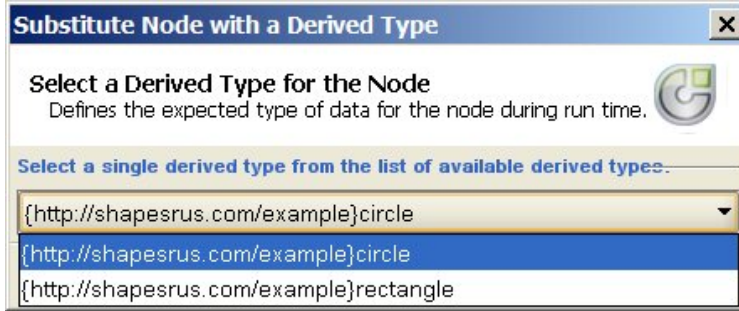 Substitute Node with a Derived Type
Select a Derived Type for the Node
Defines the expected type of data for the node during run time.
Select a single derived type from the list of available derived types.
{http://shapesrus.com/example}circle
{http://shapesrus.com/example}circle
{http://shapesrus.com/example}rectangle